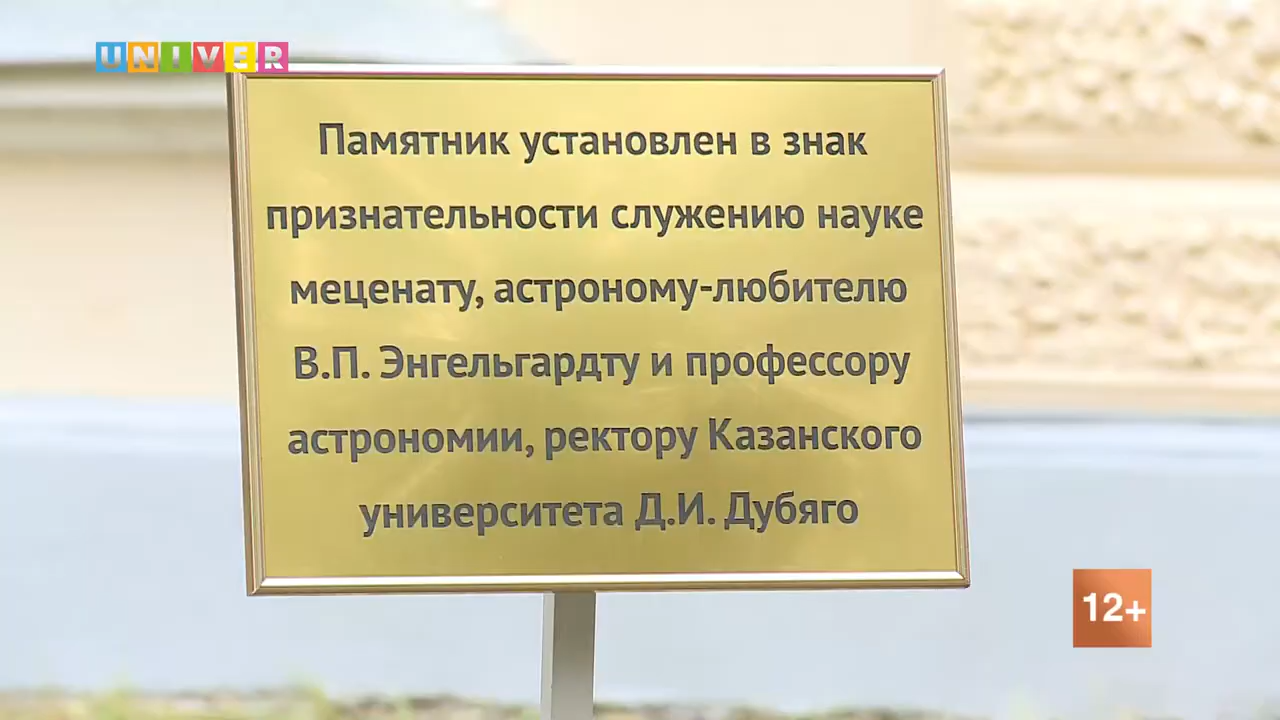 UNIVER
Памятник установлен в знак
признательности служению науке
меценату, астроному-любителю
В.П. Энгельгардту и профессору
астрономии, ректору Казанского
университета Д.И. Дубяго
12+